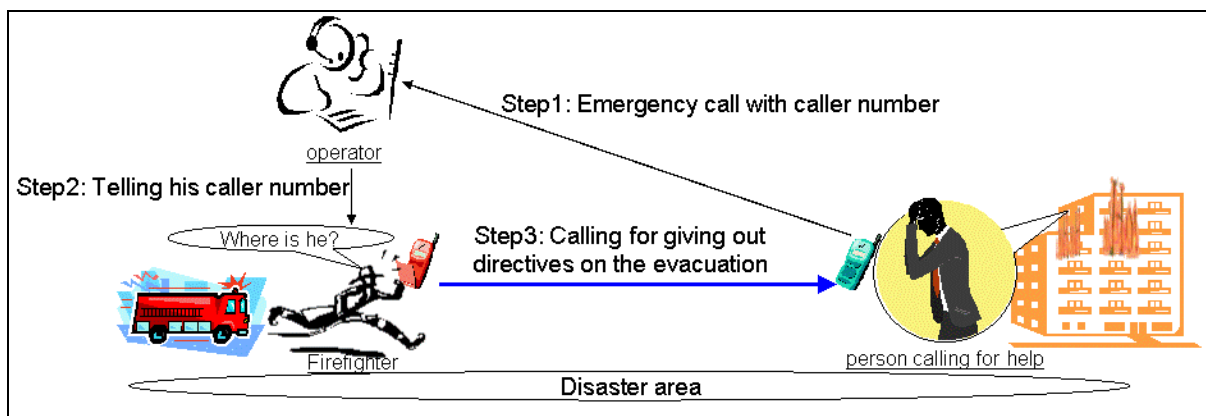 Step1: Emergency call with caller number
operator
Step2: Telling his caller number
Where is he?
Step3: Calling for giving out
directives on the evacuation
Firefighter
person calling for help
Disaster area